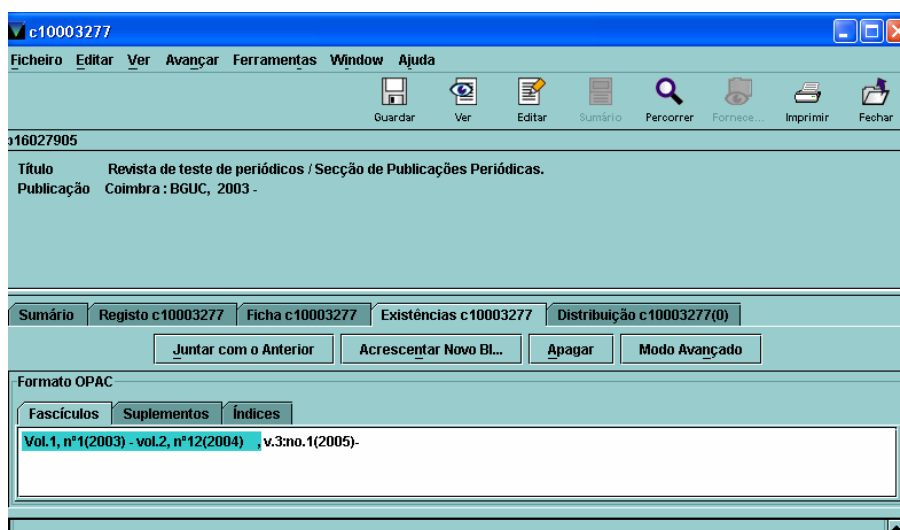 c10003277
Ficheiro Editar Ver Avançar Ferramentas Window Ajuda
Guardar Ver Editar Sumário Percorrer Fornece... Imprimir Fechar
b16027905
Título Revista de teste de periódicos / Secção de Publicações Periódicas.
Publicação Coimbra : BGUC, 2003 -
Sumário Registo c10003277 Ficha c10003277 Existências c10003277 Distribuição c10003277(0)
Juntar com o Anterior Acrescentar Novo Bl... Apagar Modo Avançado
Formato OPAC
Fascículos Suplementos Índices
Vol.1, nº1(2003) - vol.2, nº12(2004) , v.3:no.1(2005)-